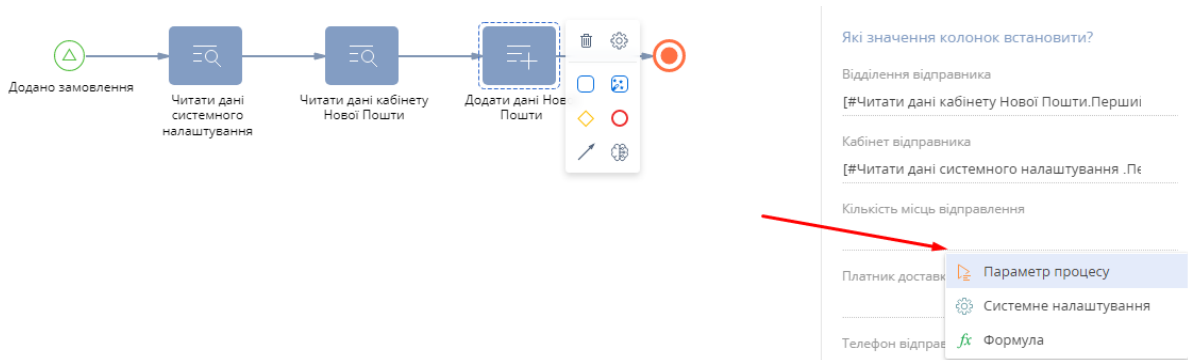 Додано замовлення
Читати дані
системного
налаштування
Читати дані кабінету
Нової Пошти
Додати дані Нов
Пошти
Які значення колонок встановити?
Відділення відправника
[#Читати дані кабінету Нової Пошти.Перши
Кабінет відправника
[#Читати дані системного налаштування .Пе
Кількість місць відправлення
Платник достав
Параметр процесу
Системне налаштування
Телефон відправ
fx Формула